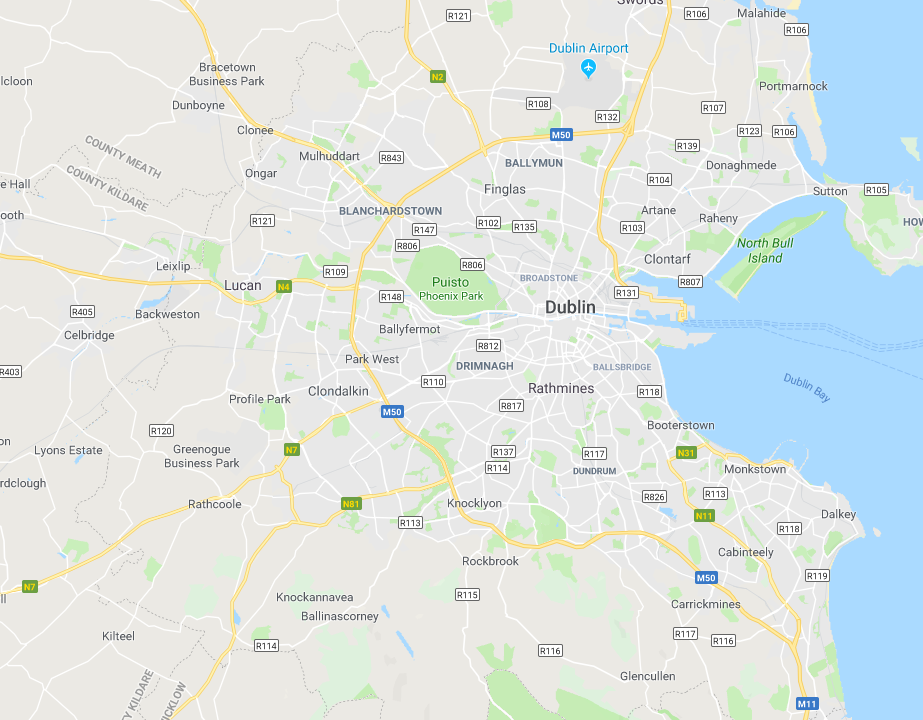 Swords
R121
R106
Malahide
R106
Dublin Airport
Bracetown
Business Park
N2
lcloon
Portmarnock
Dunboyne
R108
R107
R132
Clonee
M50
R123
R106
R139
COUNTY MEATH
Mulhuddart
R843
BALLYMUN
Donaghmede
Ongar
COUNTY KILDARE
R104
e Hall
Finglas
Sutton
R105
ooth
BLANCHARDSTOWN
Artane
Raheny
R121
R102
R135
R103
HOW
R147
R806
North Bull
Island
Clontarf
Leixlip
R109
R806
BROADSTONE
Lucan
N4
Puisto
Phoenix Park
R807
R148
R131
Dublin
R405
Backweston
Celbridge
Ballyfermot
R812
Park West
DRIMNAGH
BALLSBRIDGE
R403
R110
Dublin Bay
Clondalkin
Rathmines
R118
Profile Park
M50
R817
R120
Booterstown
on
Lyons Estate
Greenogue
Business Park
N7
R137
R117
N31
R114
DUNDRUM
Monkstown
rdclough
Rathcoole
N81
Knocklyon
R826
R113
R113
N11
Dalkey
R118
Rockbrook
Cabinteely
N7
M50
R119
ll
Knockannavea
R115
Carrickmines
Ballinascorney
Kilteel
R114
R117
R116
R116
Glencullen
TY KILDARE
WICKLOW
M11